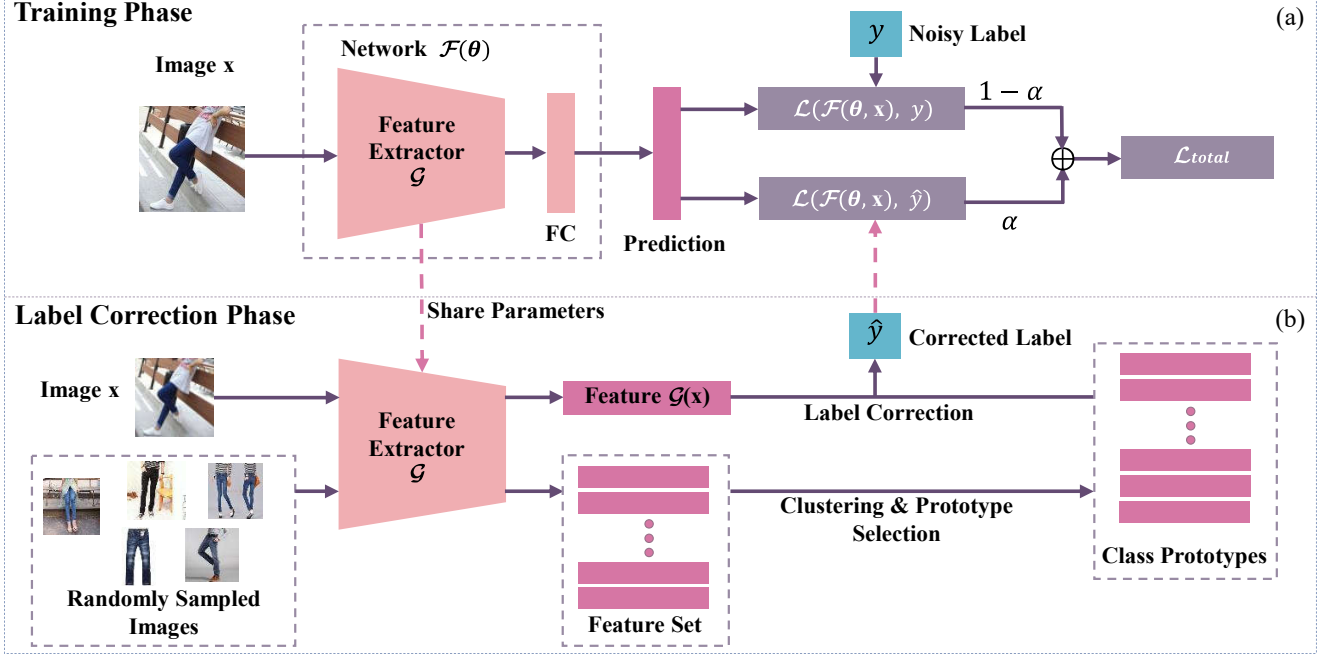 Training Phase
(a)
Network 𝓕(𝜽)
Image x
Feature
Extractor
𝒢
FC
Prediction
y
Noisy Label
ℒ(𝓕(𝜽, x), y)
1 − α
ℒ(𝓕(𝜽, x), ŷ)
α
⊕
ℒtotal
Share Parameters
Label Correction Phase
(b)
Image x
Feature
Extractor
𝒢
Feature 𝒢(x)
ŷ
Corrected Label
Label Correction
Clustering & Prototype
Selection
Class Prototypes
Randomly Sampled
Images
Feature Set